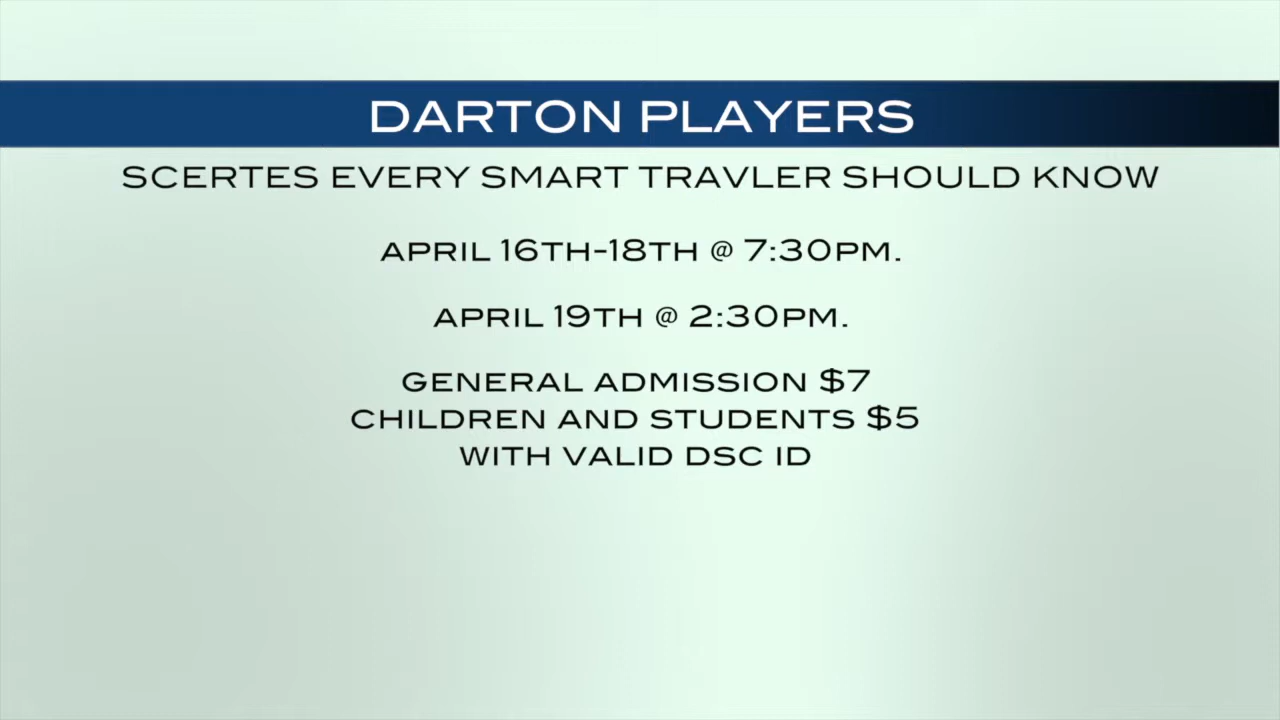 DARTON PLAYERS
SCERTES EVERY SMART TRAVLER SHOULD KNOW
APRIL 16TH-18TH @ 7:30PM.
APRIL 19TH @ 2:30PM.
GENERAL ADMISSION $7
CHILDREN AND STUDENTS $5
WITH VALID DSC ID